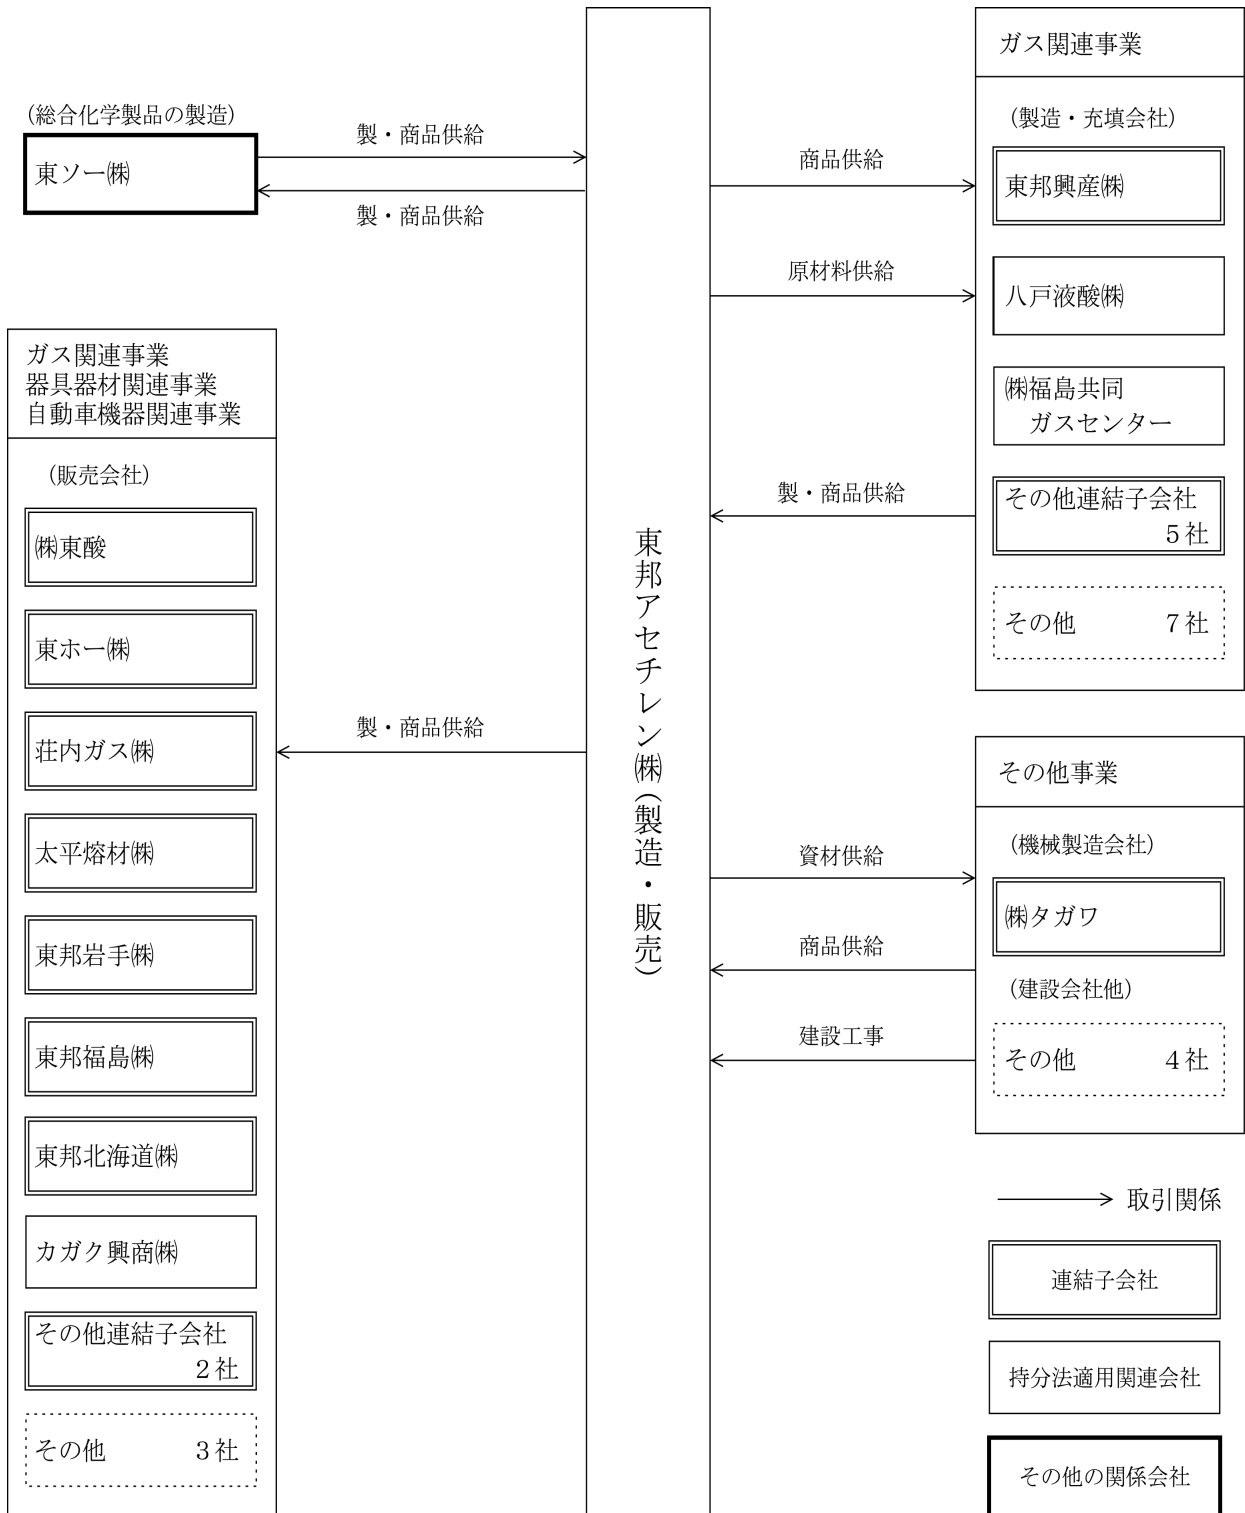 (総合化学製品の製造)
東ソー㈱
製・商品供給
製・商品供給
ガス関連事業
器具器材関連事業
自動車機器関連事業
(販売会社)
㈱東酸
東ホー㈱
荘内ガス㈱
太平熔材㈱
東邦岩手㈱
東邦福島㈱
東邦北海道㈱
カガク興商㈱
その他連結子会社
2社
その他 3社
製・商品供給
東邦アセチレン㈱(製造・販売)
商品供給
原材料供給
製・商品供給
ガス関連事業
(製造・充填会社)
東邦興産㈱
八戸液酸㈱
㈱福島共同
ガスセンター
その他連結子会社
5社
その他 7社
資材供給
商品供給
建設工事
その他事業
(機械製造会社)
㈱タガワ
(建設会社他)
その他 4社
取引関係
連結子会社
持分法適用関連会社
その他の関係会社